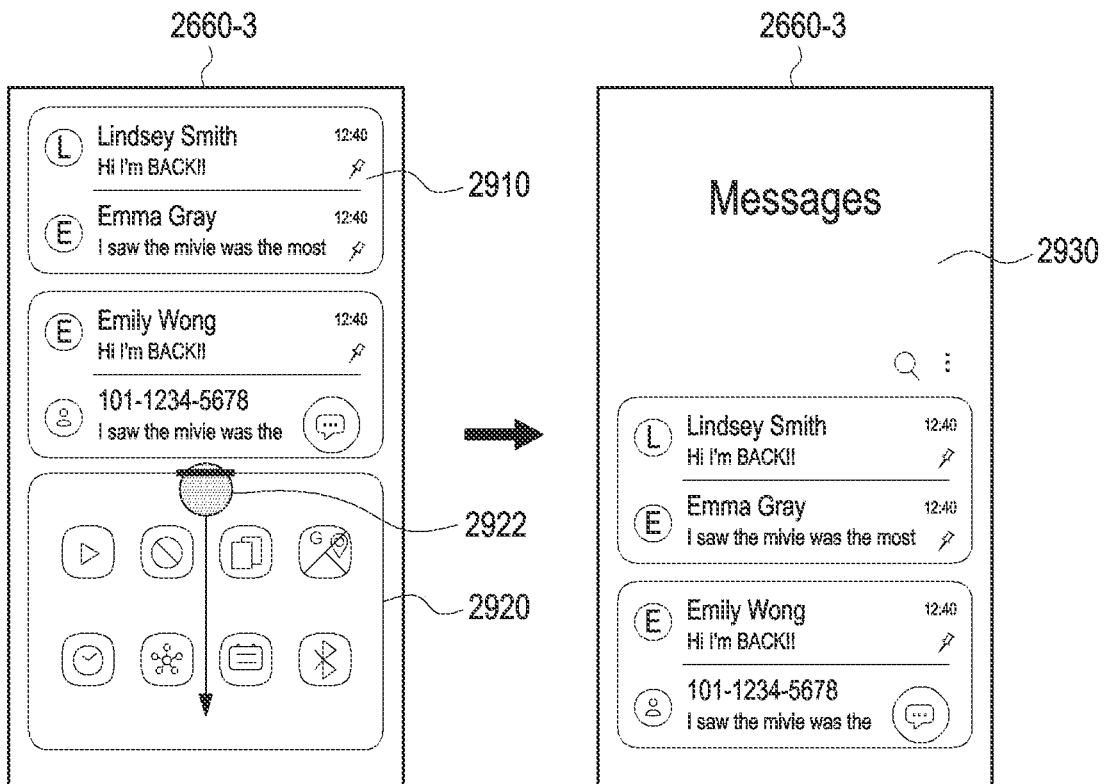 2660-3
L
Lindsey Smith 12:40
Hi I'm BACK!!
E
Emma Gray 12:40
I saw the mivie was the most
E
Emily Wong 12:40
Hi I'm BACK!!
101-1234-5678
I saw the mivie was the
G
2910
2922
2920
2660-3
Messages
2930
L
Lindsey Smith 12:40
Hi I'm BACK!!
E
Emma Gray 12:40
I saw the mivie was the most
E
Emily Wong 12:40
Hi I'm BACK!!
101-1234-5678
I saw the mivie was the